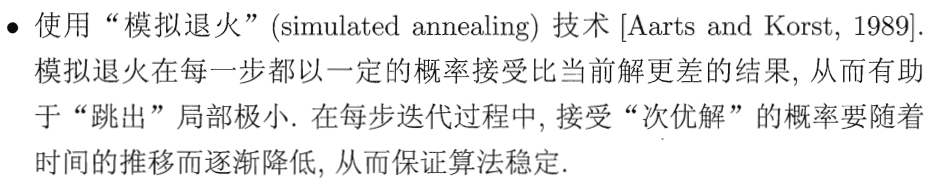 • 使用“模拟退火”(simulated annealing) 技术 [Aarts and Korst, 1989].
模拟退火在每一步都以一定的概率接受比当前解更差的结果, 从而有助
于“跳出”局部极小. 在每步迭代过程中, 接受“次优解”的概率要随着
时间的推移而逐渐降低, 从而保证算法稳定.